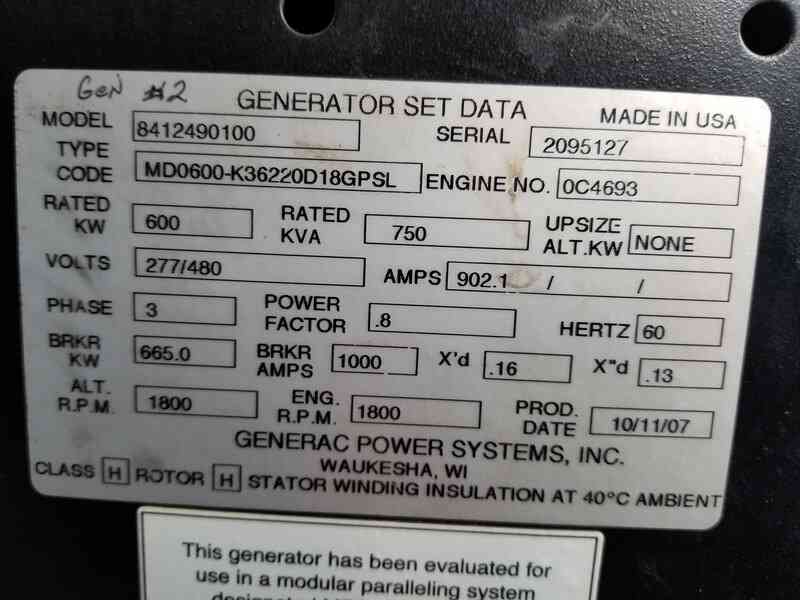 Gen #2
GENERATOR SET DATA
MADE IN USA
MODEL 8412490100 SERIAL 2095127
TYPE CODE MD0600-K36220D18GPSL ENGINE NO. 0C4693
RATED KW 600 RATED KVA 750 UPSIZE ALT.KW NONE
VOLTS 277/480 AMPS 902.1 / /
PHASE 3 POWER FACTOR .8 HERTZ 60
BRKR KW 665.0 BRKR AMPS 1000 X'd .16 X"d .13
ALT. R.P.M. 1800 ENG. R.P.M. 1800 PROD. DATE 10/11/07
GENERAC POWER SYSTEMS, INC.
WAUKESHA, WI
CLASS H ROTOR H STATOR WINDING INSULATION AT 40°C AMBIENT
This generator has been evaluated for
use in a modular paralleling system